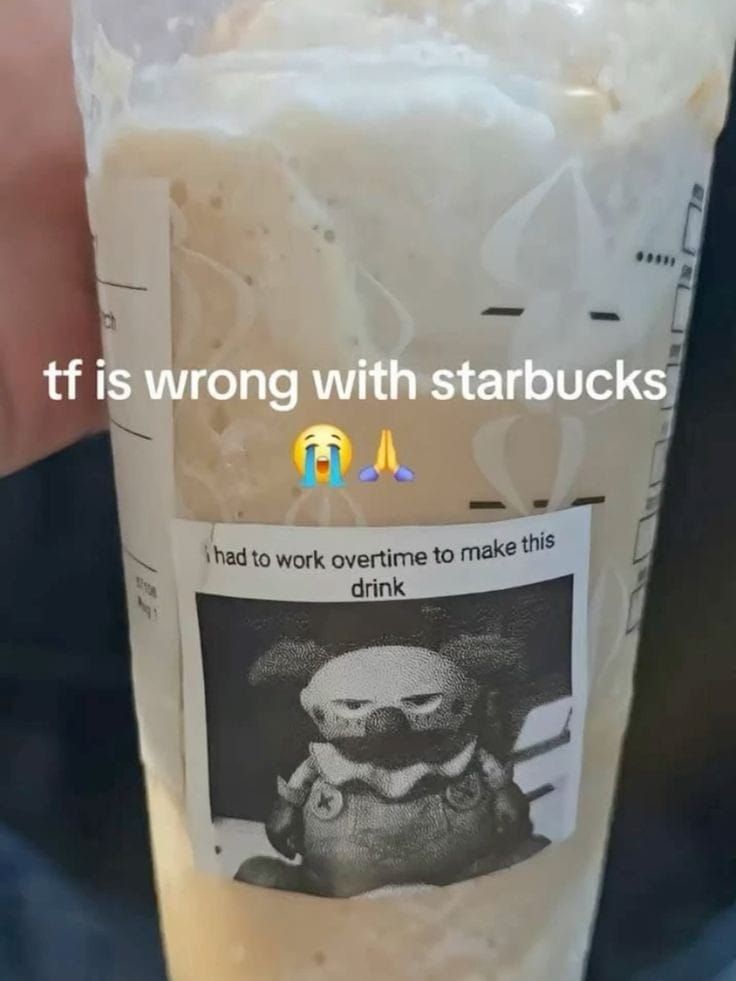 tf is wrong with starbucks
😭🙏
i had to work overtime to make this
drink